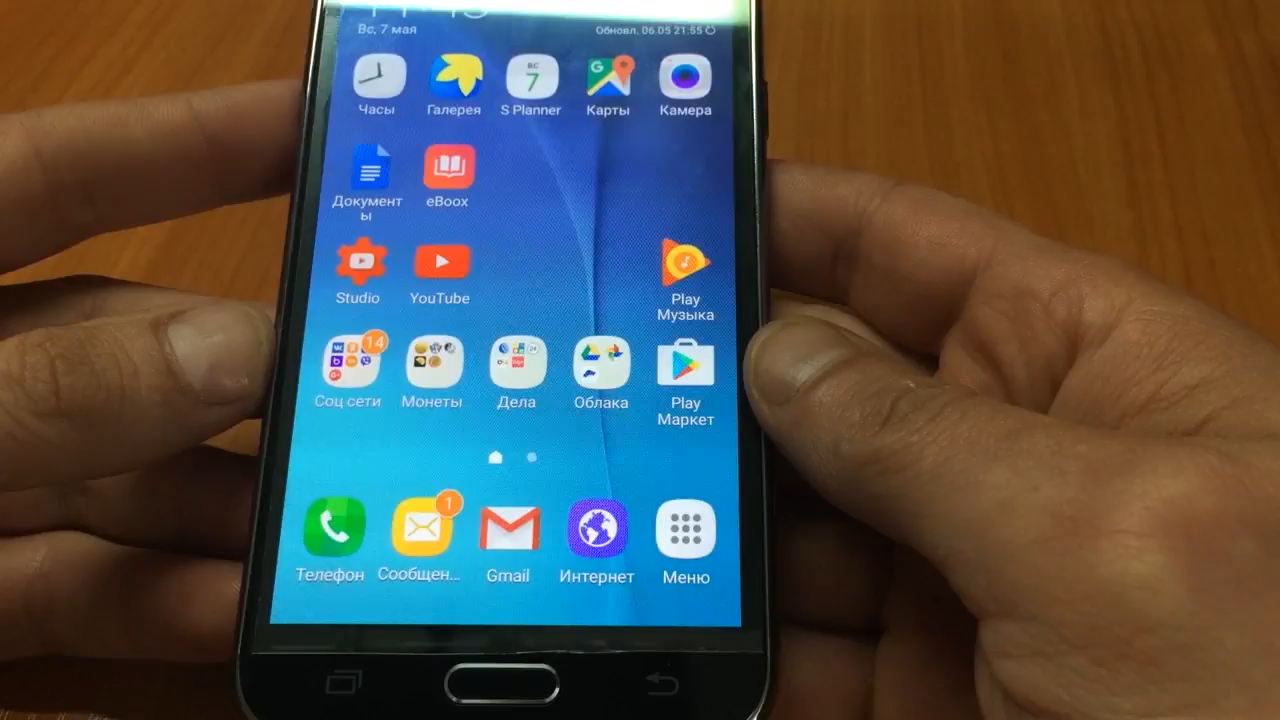 Вс, 7 мая
Обновл. 06.05 21:55
ВС
7
G
Часы
Галерея
S Planner
Карты
Камера
Документ
ы
eBoox
Studio
YouTube
Play
Музыка
14
Соц сети
Монеты
Дела
Облака
Play
Маркет
1
Телефон
Сообщен...
Gmail
Интернет
Меню